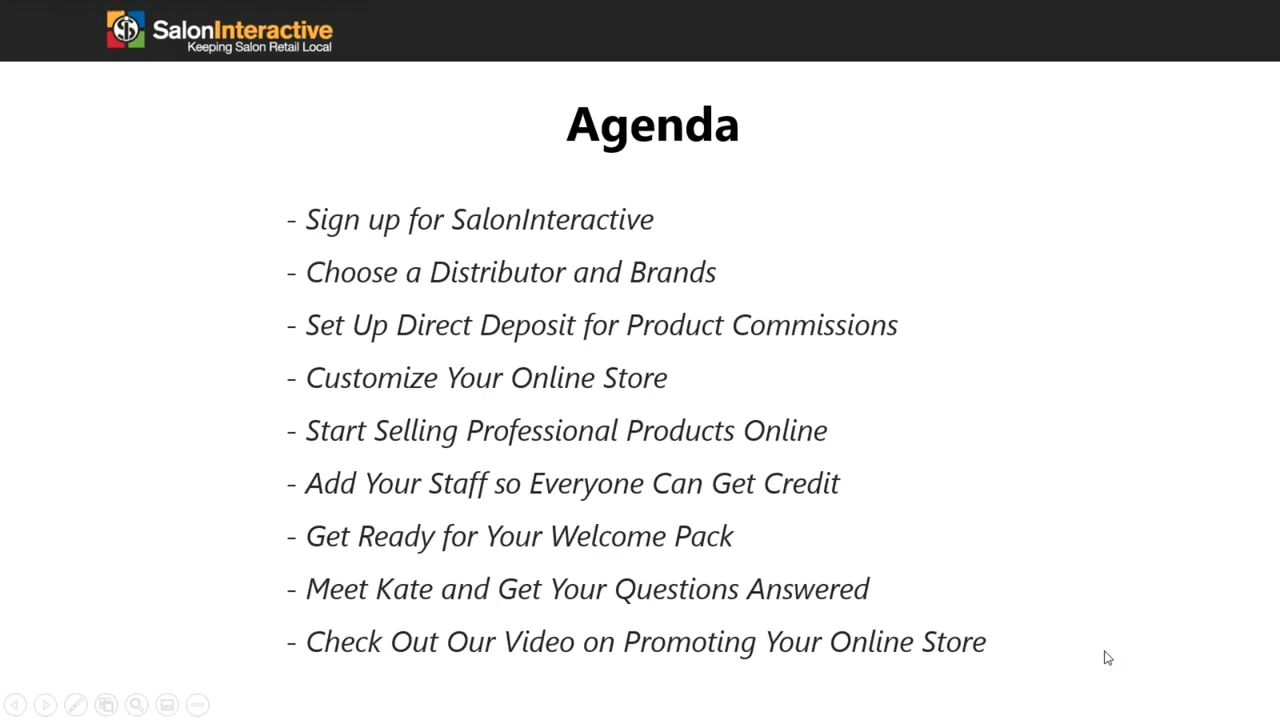 SalonInteractive
Keeping Salon Retail Local
Agenda
- Sign up for SalonInteractive
- Choose a Distributor and Brands
- Set Up Direct Deposit for Product Commissions
- Customize Your Online Store
- Start Selling Professional Products Online
- Add Your Staff so Everyone Can Get Credit
- Get Ready for Your Welcome Pack
- Meet Kate and Get Your Questions Answered
- Check Out Our Video on Promoting Your Online Store